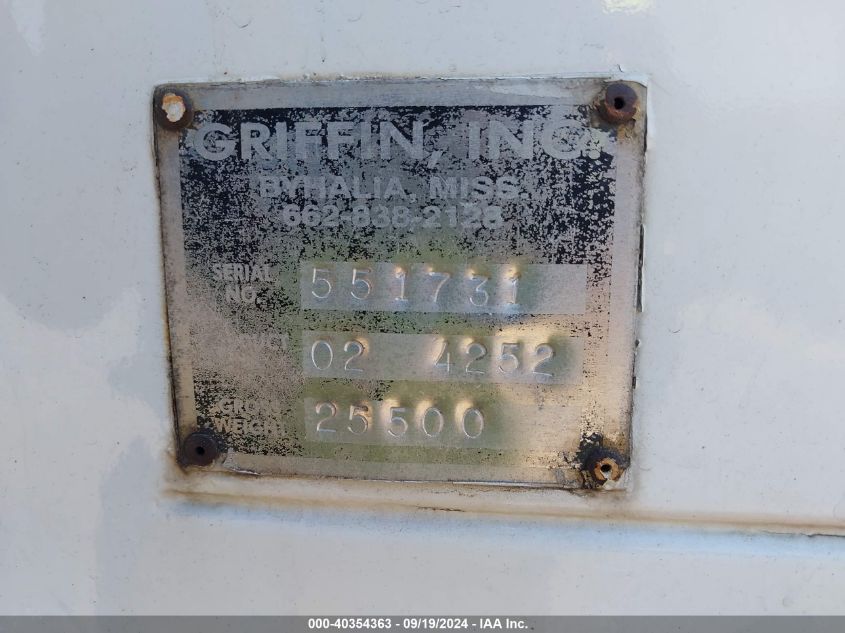 GRIFFIN, INC.
BYHALIA, MISS.
662-838-2128
SERIAL NO. 551731
02 4252
GROSS WEIGHT 25500
000-40354363 - 09/19/2024 - IAA Inc.